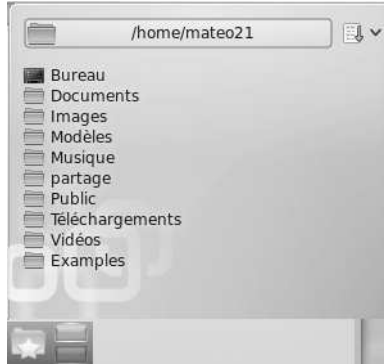 /home/mateo21
Bureau
Documents
Images
Modèles
Musique
partage
Public
Téléchargements
Vidéos
Examples